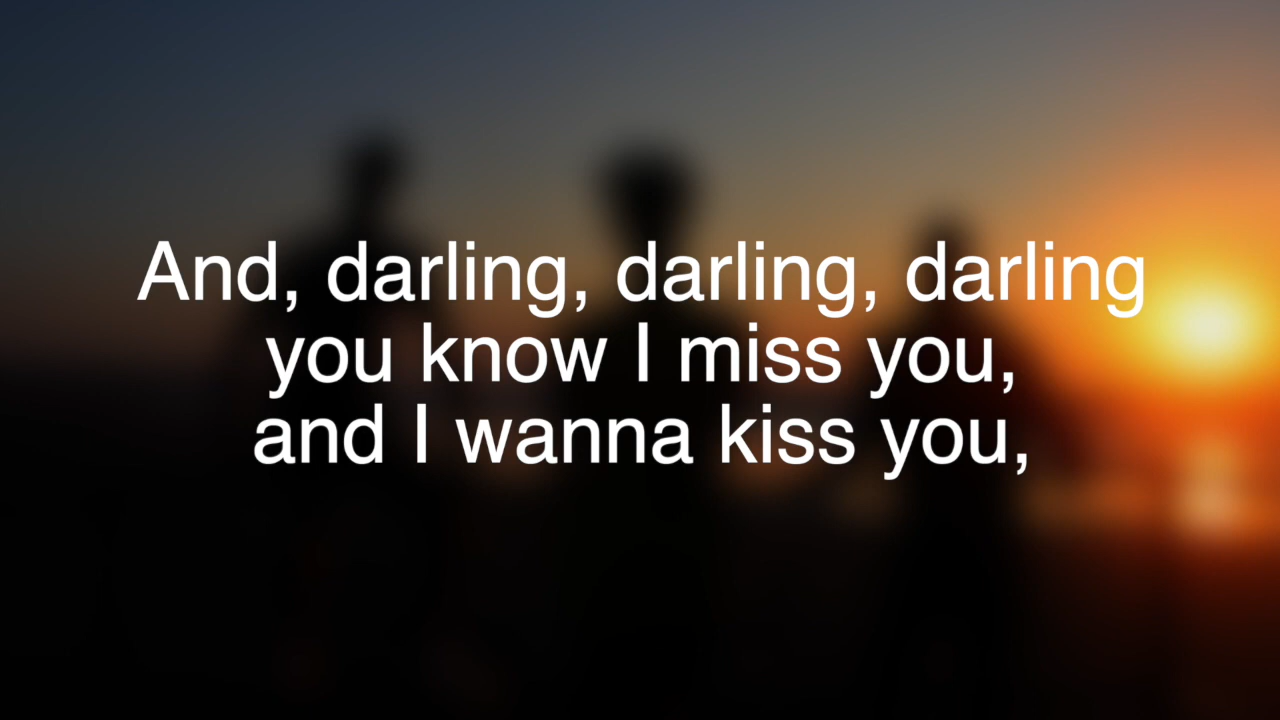 And, darling, darling, darling
you know I miss you,
and I wanna kiss you,